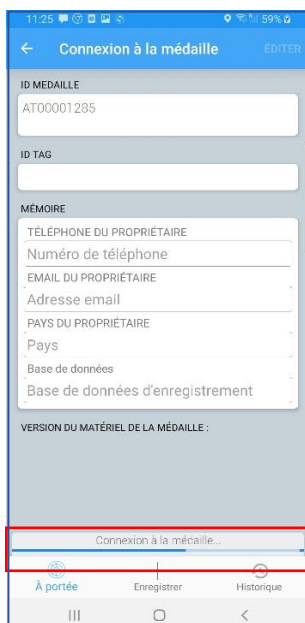 11:25 59%
Connexion à la médaille ÉDITER
ID MEDAILLE
AT00001285
ID TAG
MÉMOIRE
TÉLÉPHONE DU PROPRIÉTAIRE
Numéro de téléphone
EMAIL DU PROPRIÉTAIRE
Adresse email
PAYS DU PROPRIÉTAIRE
Pays
Base de données
Base de données d'enregistrement
VERSION DU MATÉRIEL DE LA MÉDAILLE :
Connexion à la médaille...
À portée Enregistrer Historique